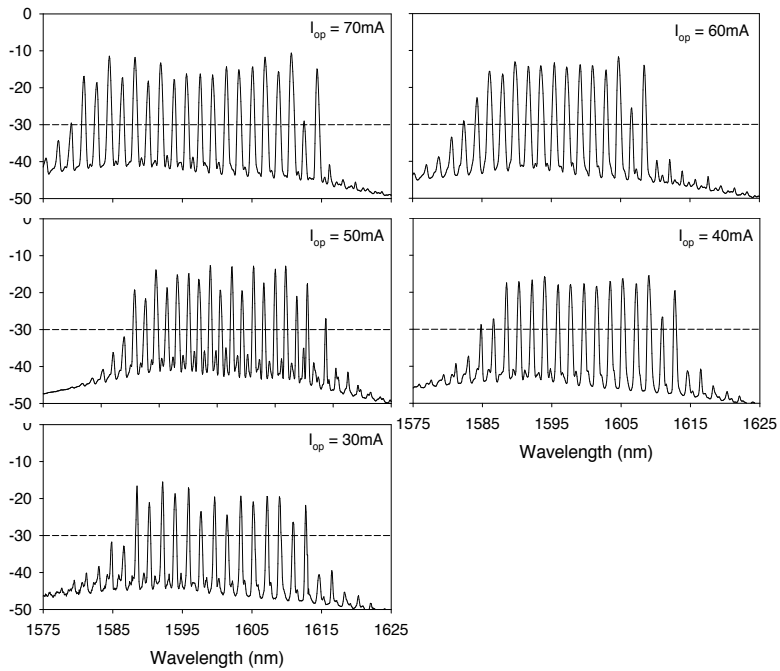 0
-10
-20
-30
-40
-50
I_op = 70mA
I_op = 60mA
0
-10
-20
-30
-40
-50
I_op = 50mA
I_op = 40mA
1575 1585 1595 1605 1615 1625
Wavelength (nm)
0
-10
-20
-30
-40
-50
I_op = 30mA
1575 1585 1595 1605 1615 1625
Wavelength (nm)